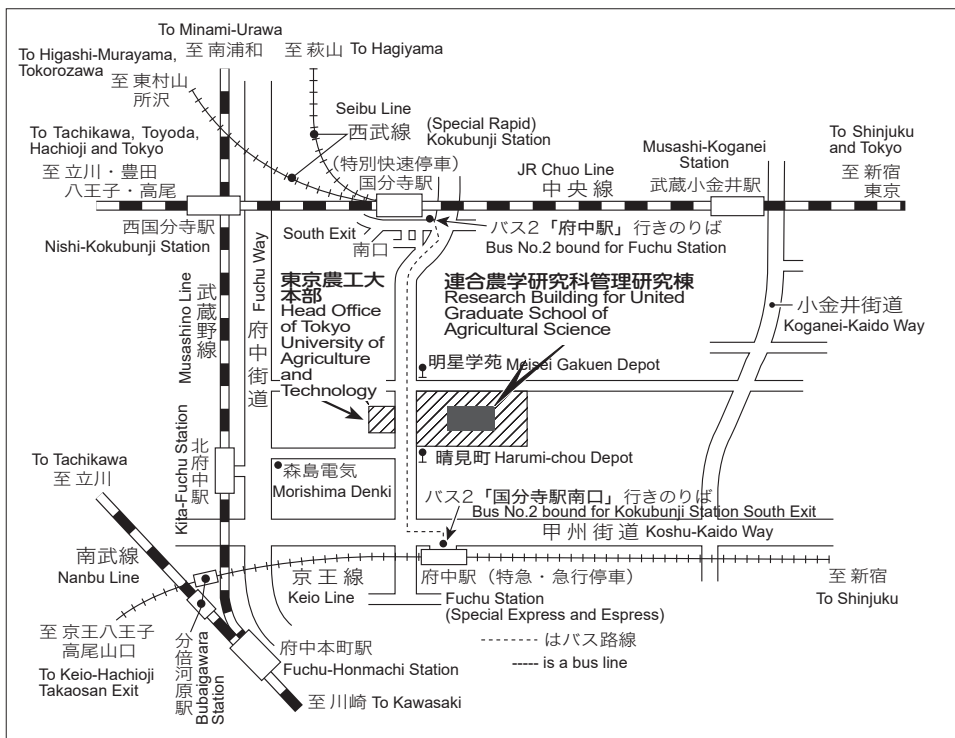 To Minami-Urawa
至 南浦和
至 萩山 To Hagiyama
To Higashi-Murayama,
Tokorozawa
至 東村山
所沢
Seibu Line
西武線
(Special Rapid)
Kokubunji Station
(特別快速停車)
国分寺駅
To Tachikawa, Toyoda,
Hachioji and Tokyo
至 立川・豊田
八王子・高尾
JR Chuo Line
中央線
Musashi-Koganei
Station
武蔵小金井駅
To Shinjuku
and Tokyo
至 新宿
東京
西国分寺駅
Nishi-Kokubunji Station
South Exit
南口
バス2「府中駅」行きのりば
Bus No.2 bound for Fuchu Station
Musashino Line
武蔵野線
Fuchu Way
府中街道
東京農工大
本部
Head Office
of Tokyo
University of
Agriculture
and
Technology
連合農学研究科管理研究棟
Research Building for United
Graduate School of
Agricultural Science
小金井街道
Koganei-Kaido Way
明星学苑 Meisei Gakuen Depot
Kita-Fuchu Station
北府中駅
森島電気
Morishima Denki
晴見町 Harumi-chou Depot
バス2「国分寺駅南口」行きのりば
Bus No.2 bound for Kokubunji Station South Exit
甲州街道 Koshu-Kaido Way
To Tachikawa
至 立川
南武線
Nanbu Line
京王線
Keio Line
府中駅(特急・急行停車)
Fuchu Station
(Special Express and Espress)
至 新宿
To Shinjuku
至 京王八王子
高尾山口
To Keio-Hachioji
Takaosan Exit
分倍河原駅
Bubaigawara
Station
府中本町駅
Fuchu-Honmachi Station
至 川崎 To Kawasaki
------- はバス路線
----- is a bus line